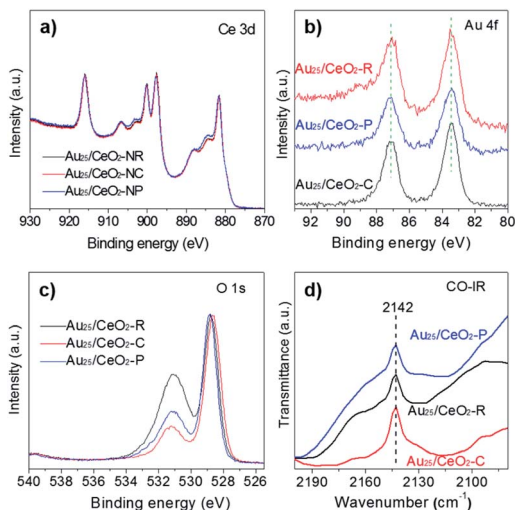 a)
Ce 3d
Intensity (a.u.)
Au25/CeO2-NR
Au25/CeO2-NC
Au25/CeO2-NP
930 920 910 900 890 880 870
Binding energy (eV)
b)
Au 4f
Intensity (a.u.)
Au25/CeO2-R
Au25/CeO2-P
Au25/CeO2-C
92 90 88 86 84 82 80
Binding energy (eV)
c)
O 1s
Intensity (a.u.)
Au25/CeO2-R
Au25/CeO2-C
Au25/CeO2-P
540 538 536 534 532 530 528 526
Binding energy (eV)
d)
CO-IR
2142
Transmittance (a.u.)
Au25/CeO2-P
Au25/CeO2-R
Au25/CeO2-C
2190 2160 2130 2100
Wavenumber (cm-1)